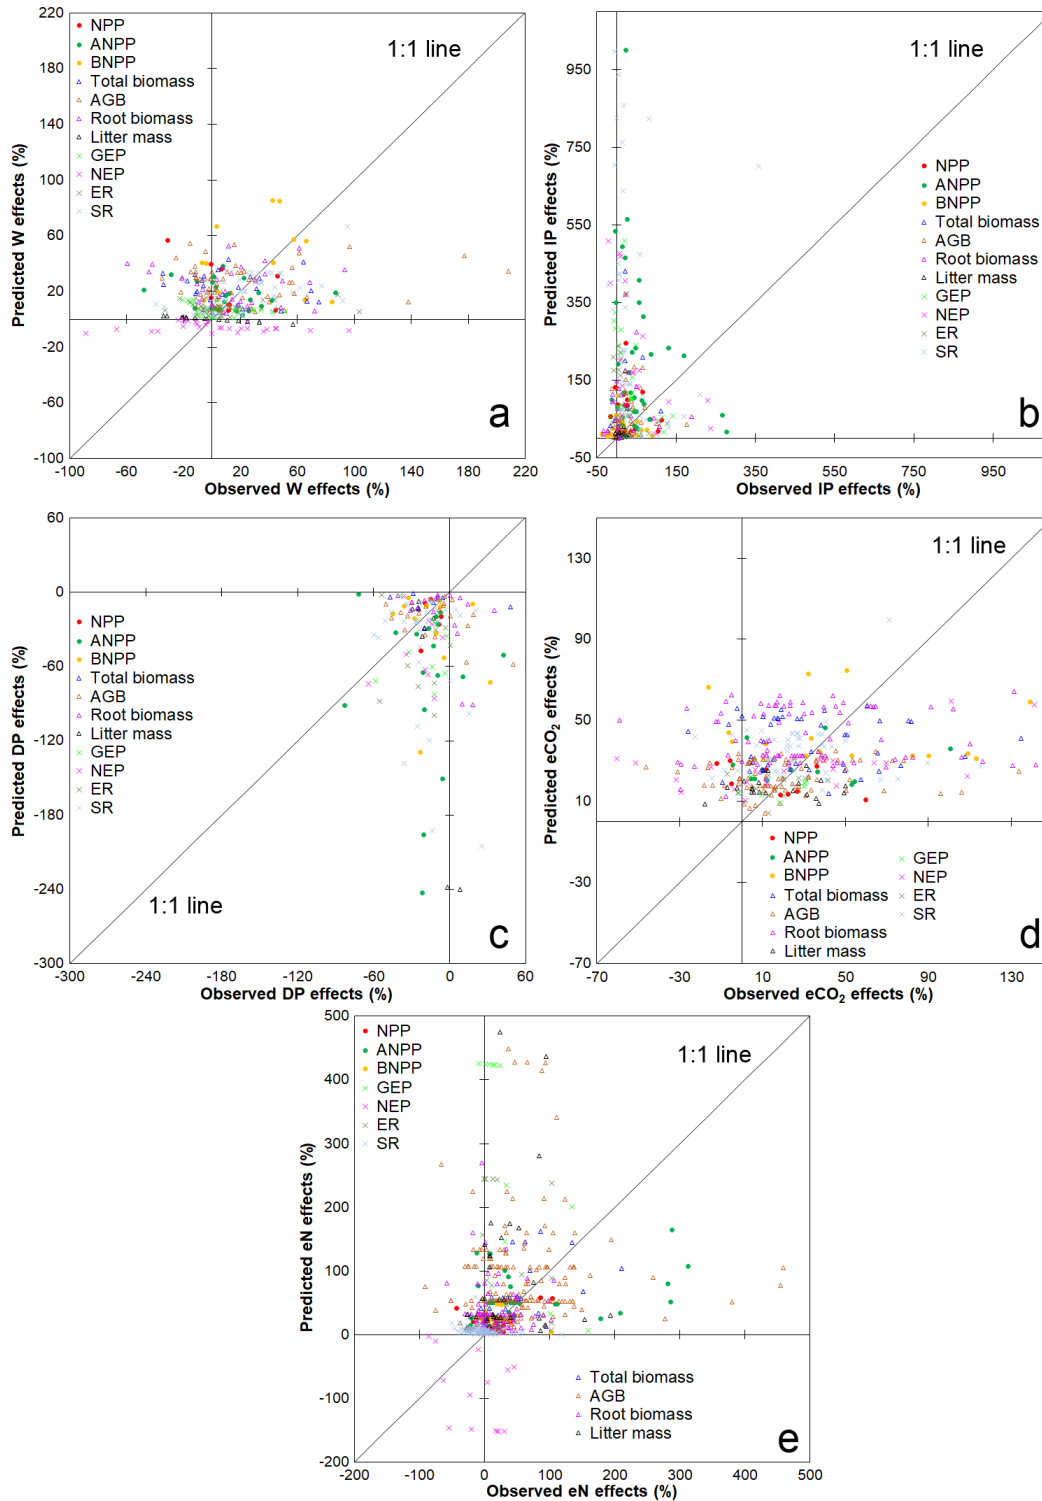 220
180
140
100
60
20
-20
-60
-100
-100
-60
-20
20
60
100
140
180
220
Predicted W effects (%)
Observed W effects (%)
NPP
ANPP
BNPP
Total biomass
AGB
Root biomass
Litter mass
GEP
NEP
ER
SR
1:1 line
a
950
750
550
350
150
-50
-50
150
350
550
750
950
Predicted IP effects (%)
Observed IP effects (%)
1:1 line
NPP
ANPP
BNPP
Total biomass
AGB
Root biomass
Litter mass
GEP
NEP
ER
SR
b
60
0
-60
-120
-180
-240
-300
-300
-240
-180
-120
-60
0
60
Predicted DP effects (%)
Observed DP effects (%)
NPP
ANPP
BNPP
Total biomass
AGB
Root biomass
Litter mass
GEP
NEP
ER
SR
1:1 line
c
130
90
50
10
-30
-70
-70
-30
10
50
90
130
Predicted eCO₂ effects (%)
Observed eCO₂ effects (%)
1:1 line
NPP
ANPP
BNPP
Total biomass
AGB
Root biomass
Litter mass
GEP
NEP
ER
SR
d
500
400
300
200
100
0
-100
-200
-200
-100
0
100
200
300
400
500
Predicted eN effects (%)
Observed eN effects (%)
NPP
ANPP
BNPP
GEP
NEP
ER
SR
1:1 line
Total biomass
AGB
Root biomass
Litter mass
e